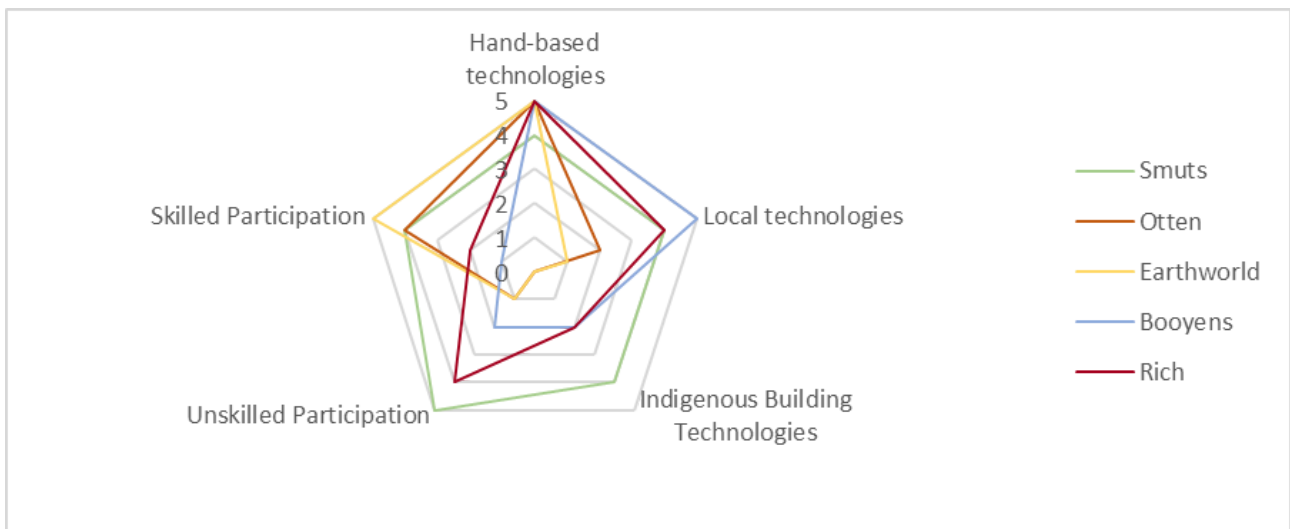 Hand-based
technologies
5
4
3
2
1
0
Skilled Participation
Local technologies
Unskilled Participation
Indigenous Building
Technologies
Smuts
Otten
Earthworld
Booyens
Rich